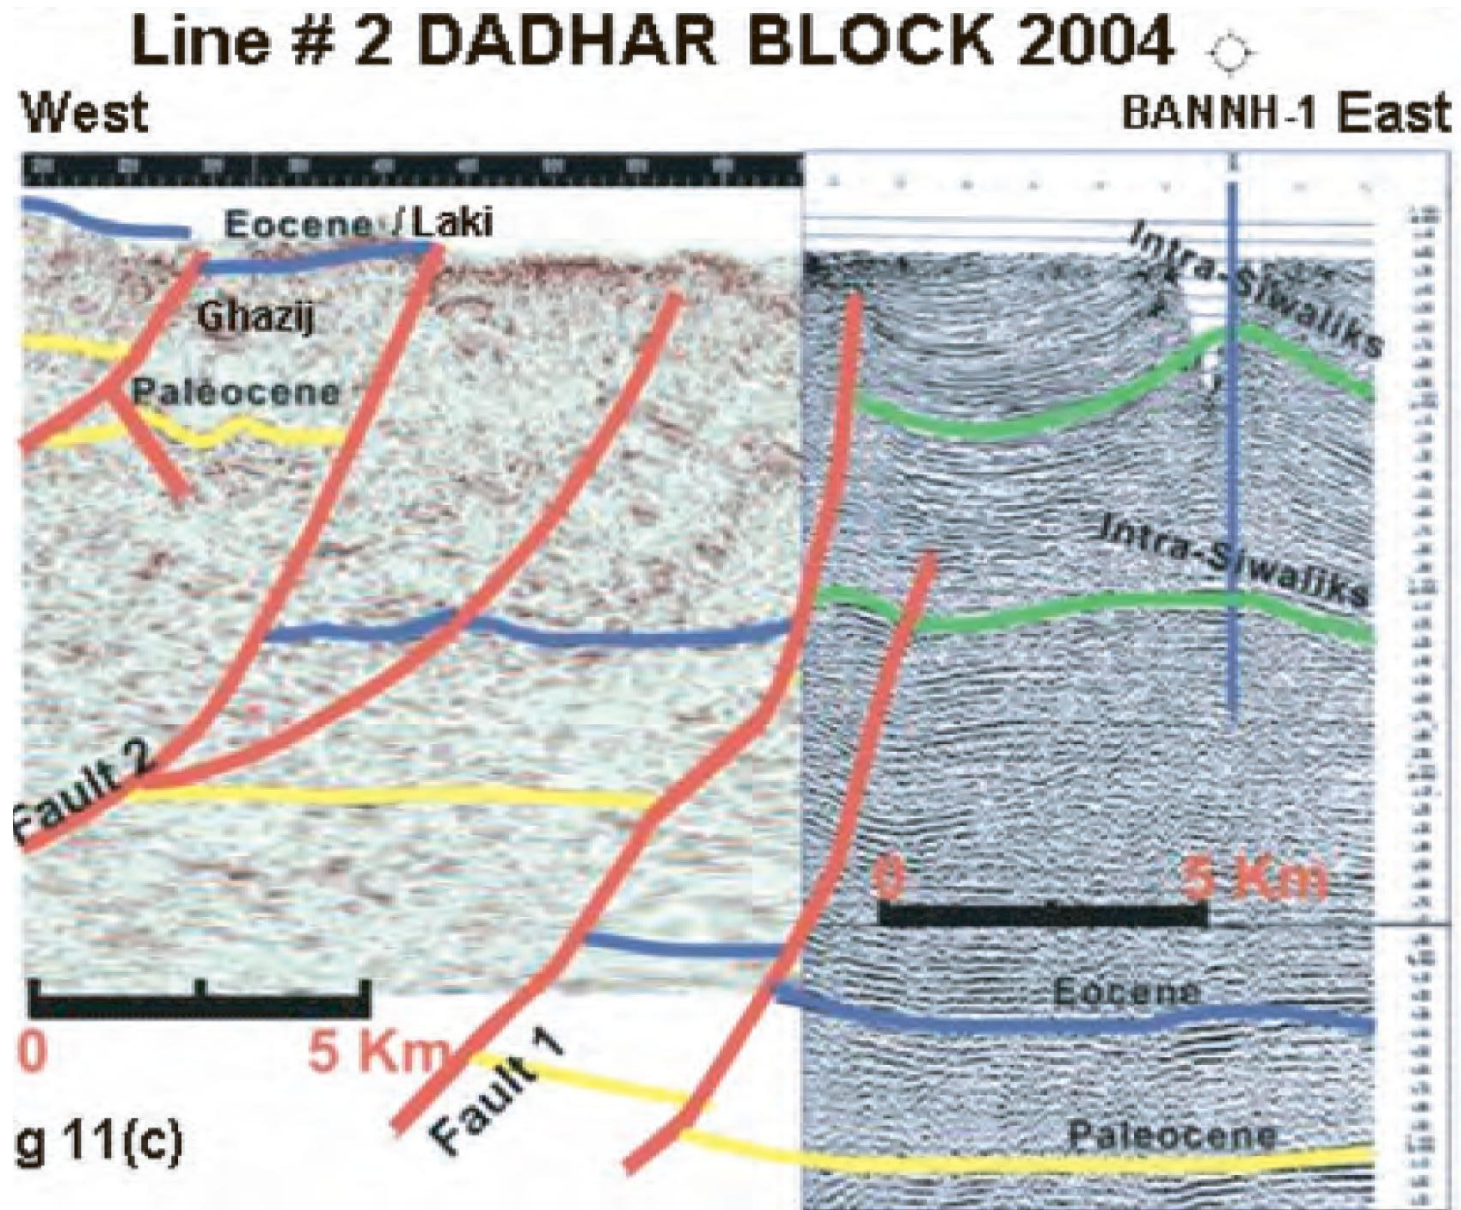 Line # 2 DADHAR BLOCK 2004
West
BANNH-1 East
Eocene / Laki
Intra-Siwaliks
Ghazij
Paleocene
Intra-Siwaliks
Fault 2
0 5 Km
Eocene
0 5 Km
Fault 1
Paleocene
g 11(c)